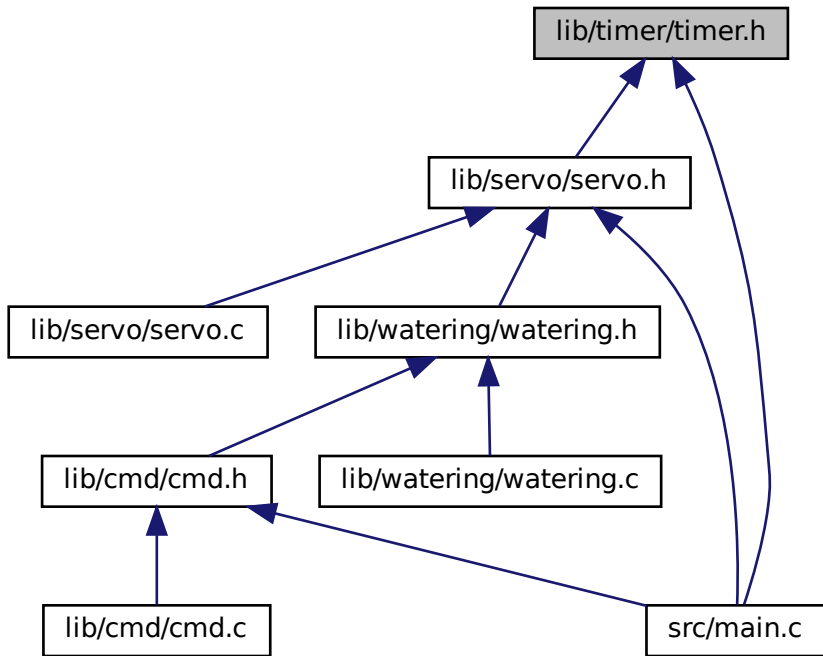 lib/timer/timer.h
lib/servo/servo.h
lib/servo/servo.c
lib/watering/watering.h
lib/cmd/cmd.h
lib/watering/watering.c
lib/cmd/cmd.c
src/main.c